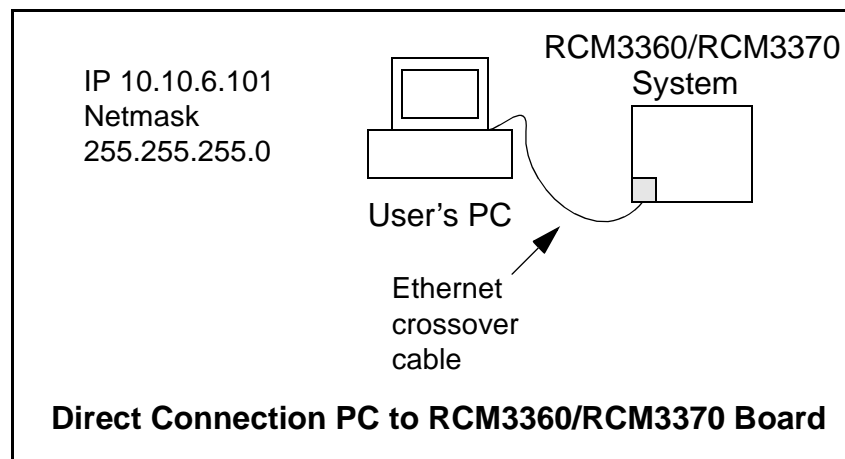 IP 10.10.6.101
Netmask
255.255.255.0
RCM3360/RCM3370
System
User’s PC
Ethernet
crossover
cable
Direct Connection PC to RCM3360/RCM3370 Board